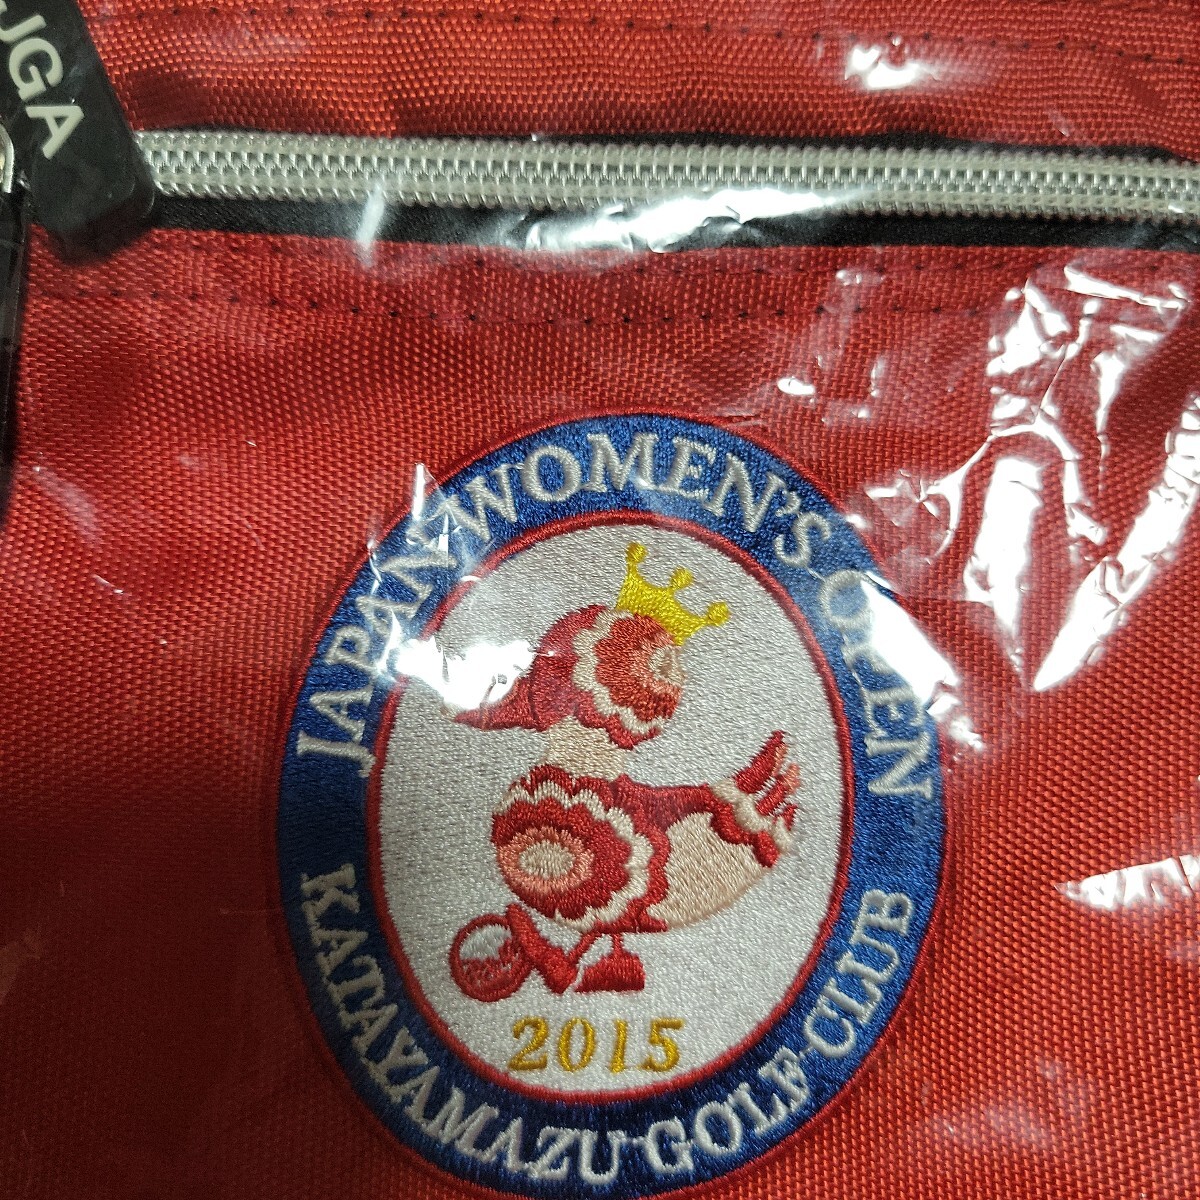 JGA
JAPAN WOMEN'S OPEN
2015
KATAYAMAZU GOLF CLUB